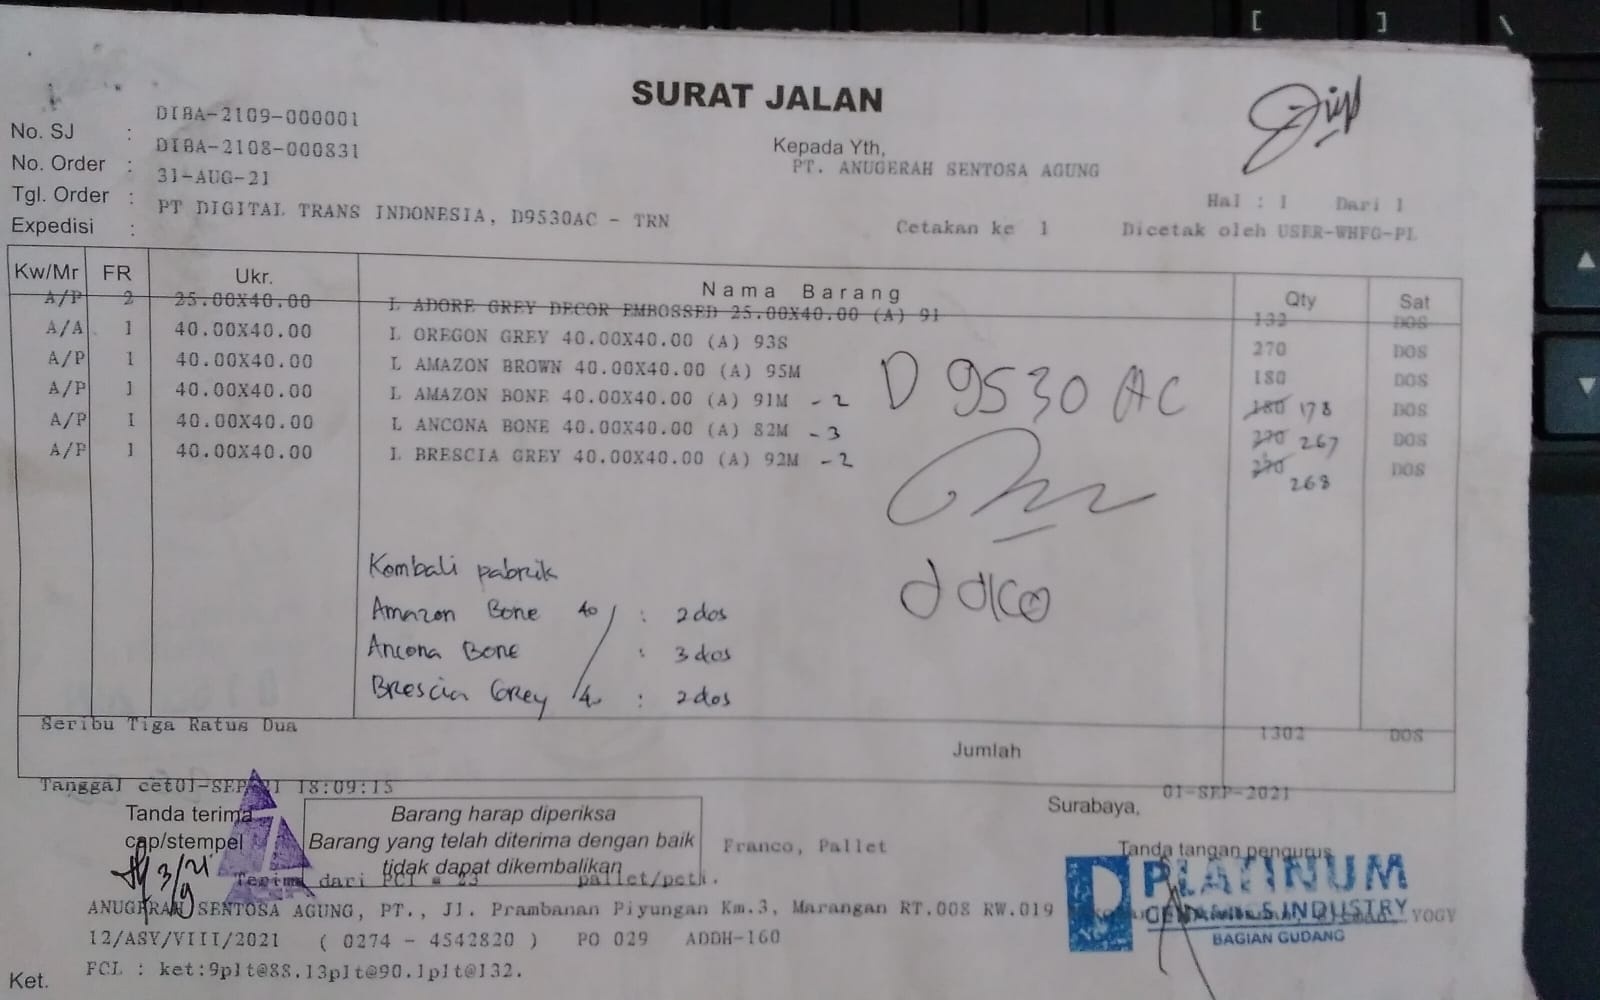 [ ] \
SURAT JALAN
No. SJ : DIBA-2109-000001
No. Order : DIBA-2108-000831
Tgl. Order : 31-AUG-21
Expedisi : PT DIGITAL TRANS INDONESIA, D9530AC - TRN
Kepada Yth,
PT. ANUGERAH SENTOSA AGUNG
Hal : 1 Dari 1
Cetakan ke 1 Dicetak oleh USER-WHFG-PL
Kw/Mr FR Ukr. Nama Barang Qty Sat
A/P 2 25.00X40.00 L ADORE GREY DECOR EMBOSSED 25.00X40.00 (A) 91 132 DOS
A/A 1 40.00X40.00 L OREGON GREY 40.00X40.00 (A) 93S 270 DOS
A/P 1 40.00X40.00 L AMAZON BROWN 40.00X40.00 (A) 95M 180 DOS
A/P 1 40.00X40.00 L AMAZON BONE 40.00X40.00 (A) 91M - 2 180 178 DOS
A/P 1 40.00X40.00 L ANCONA BONE 40.00X40.00 (A) 82M - 3 270 267 DOS
A/P 1 40.00X40.00 L BRESCIA GREY 40.00X40.00 (A) 92M - 2 270 268 DOS
D 9530 AC
Kembali pabrik
Amazon Bone 40 : 2 dos
Ancona Bone : 3 dos
Brescia Grey 40 : 2 dos
Seribu Tiga Ratus Dua
Jumlah 1302 DOS
Tanggal cet01-SEP-21 18:09:15
Surabaya, 01-SEP-2021
Tanda terima
cap/stempel
3/9 21
Barang harap diperiksa
Barang yang telah diterima dengan baik
tidak dapat dikembalikan
Franco, Pallet
Terima dari PCI = 23 pallet/peti.
Tanda tangan pengurus
PLATINUM
CERAMICS INDUSTRY
BAGIAN GUDANG
ANUGERAH SENTOSA AGUNG, PT., Jl. Prambanan Piyungan Km.3, Marangan RT.008 RW.019 YOGY
12/ASY/VIII/2021 ( 0274 - 4542820 ) PO 029 ADDH-160
Ket. FCL : ket:9plt@88.13plt@90.1plt@132.